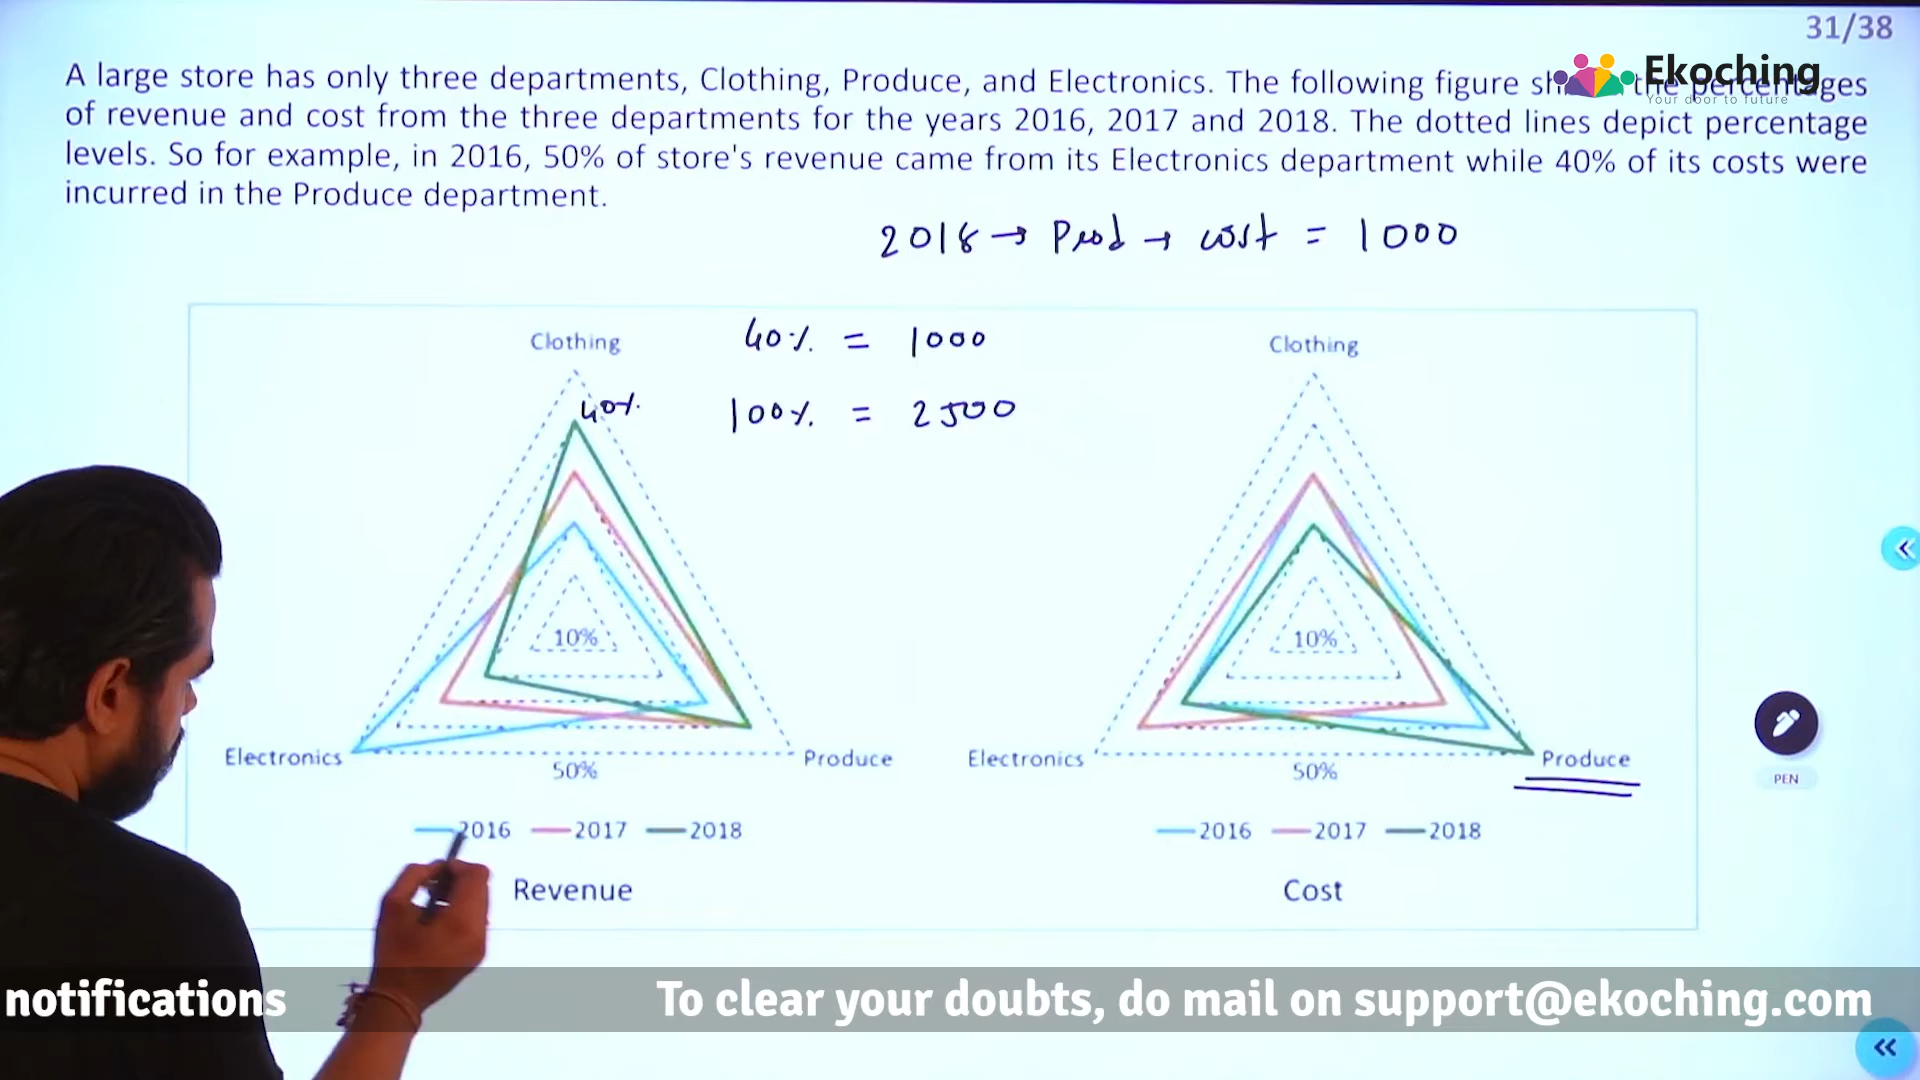 31/38
Ekoching
Your door to future
A large store has only three departments, Clothing, Produce, and Electronics. The following figure the percentages
of revenue and cost from the three departments for the years 2016, 2017 and 2018. The dotted lines depict percentage
levels. So for example, in 2016, 50% of store's revenue came from its Electronics department while 40% of its costs were
incurred in the Produce department.
2018 → Prod → cost = 1000
Clothing
40% = 1000
40%
100% = 2500
10%
Electronics
50%
Produce
2016 2017 2018
Revenue
Clothing
10%
Electronics
50%
Produce
2016 2017 2018
Cost
PEN
notifications
To clear your doubts, do mail on support@ekoching.com